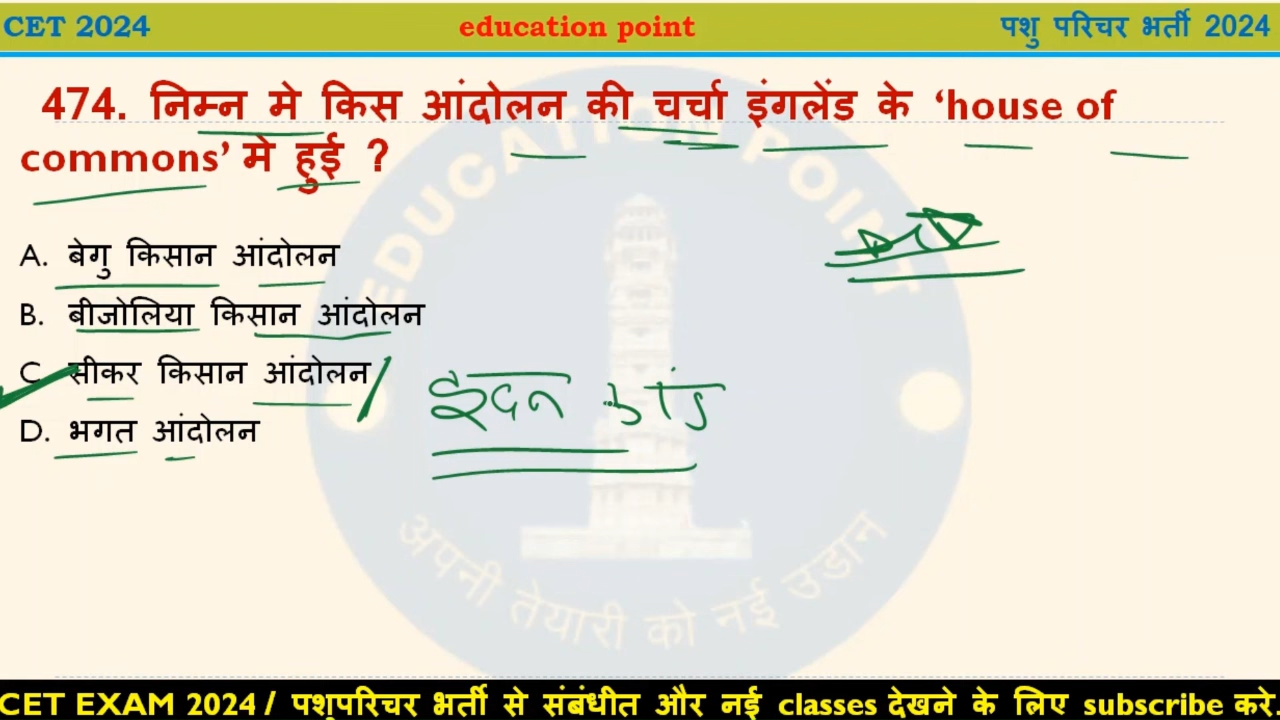 CET 2024 education point पशु परिचर भर्ती 2024
474. निम्न मे किस आंदोलन की चर्चा इंगलेंड के ‘house of
commons’ मे हुई ?
A. बेगु किसान आंदोलन
B. बीजोलिया किसान आंदोलन
C सीकर किसान आंदोलन
D. भगत आंदोलन
EDUCATION POINT
अपनी तैयारी को नई उडान
CET EXAM 2024 / पशुपरिचर भर्ती से संबंधीत और नई classes देखने के लिए subscribe करे.